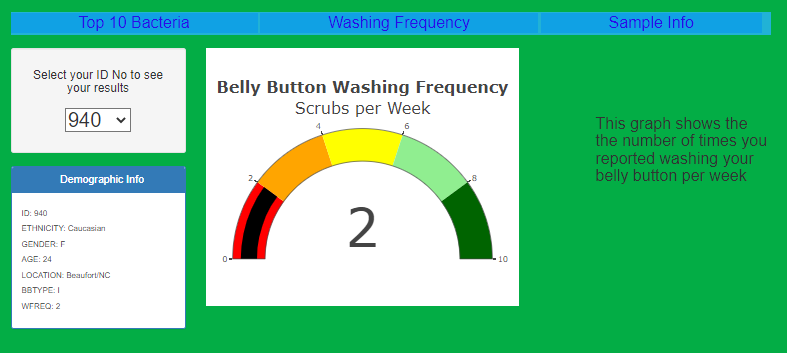 Top 10 Bacteria
Washing Frequency
Sample Info
Select your ID No to see
your results
940
Demographic Info
ID: 940
ETHNICITY: Caucasian
GENDER: F
AGE: 24
LOCATION: Beaufort/NC
BBTYPE: I
WFREQ: 2
Belly Button Washing Frequency
Scrubs per Week
0
2
4
6
8
10
2
This graph shows the
the number of times you
reported washing your
belly button per week